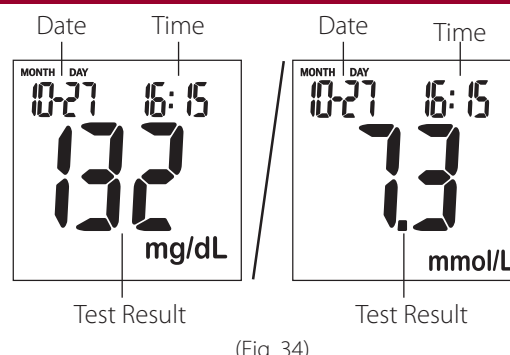 Date Time Date Time
MONTH DAY MONTH DAY
10-27 16:15 10-27 16:15
132 7.3
mg/dL mmol/L
Test Result Test Result
(Fig. 34)